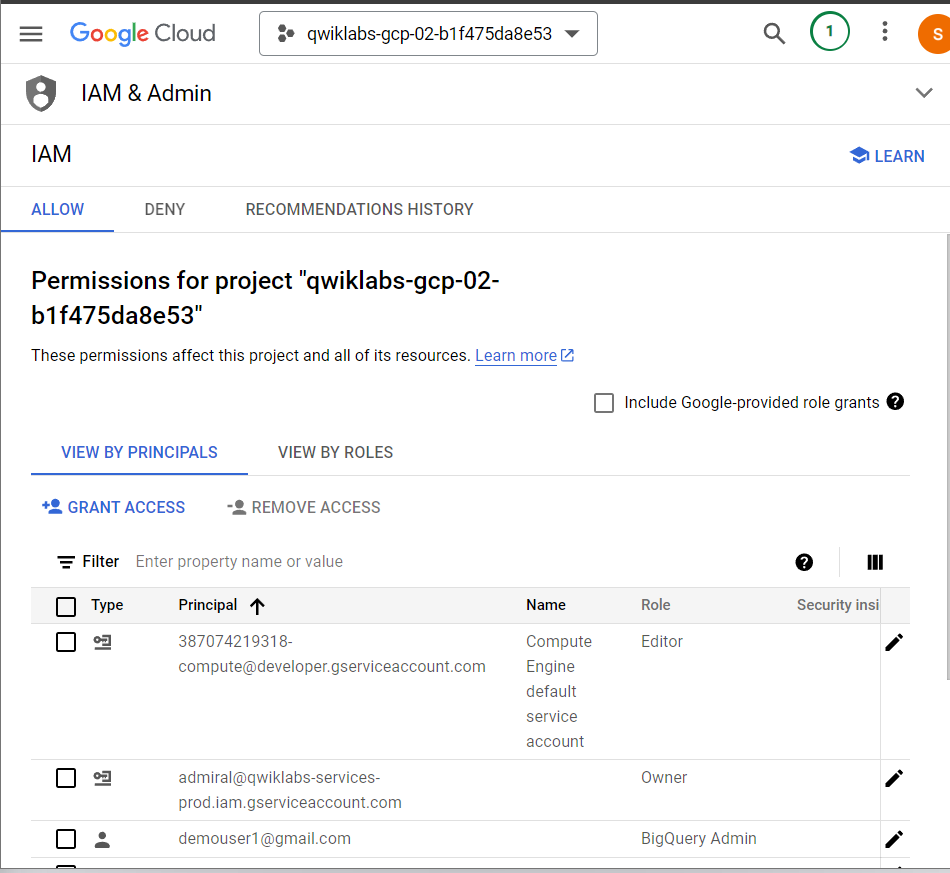 Google Cloud
qwiklabs-gcp-02-b1f475da8e53
1
S
IAM & Admin
IAM
LEARN
ALLOW
DENY
RECOMMENDATIONS HISTORY
Permissions for project "qwiklabs-gcp-02-
b1f475da8e53"
These permissions affect this project and all of its resources. Learn more
Include Google-provided role grants ?
VIEW BY PRINCIPALS
VIEW BY ROLES
GRANT ACCESS
REMOVE ACCESS
Filter Enter property name or value ?
Type Principal Name Role Security insi
387074219318- Compute Editor
compute@developer.gserviceaccount.com Engine
default
service
account
admiral@qwiklabs-services- Owner
prod.iam.gserviceaccount.com
demouser1@gmail.com BigQuery Admin